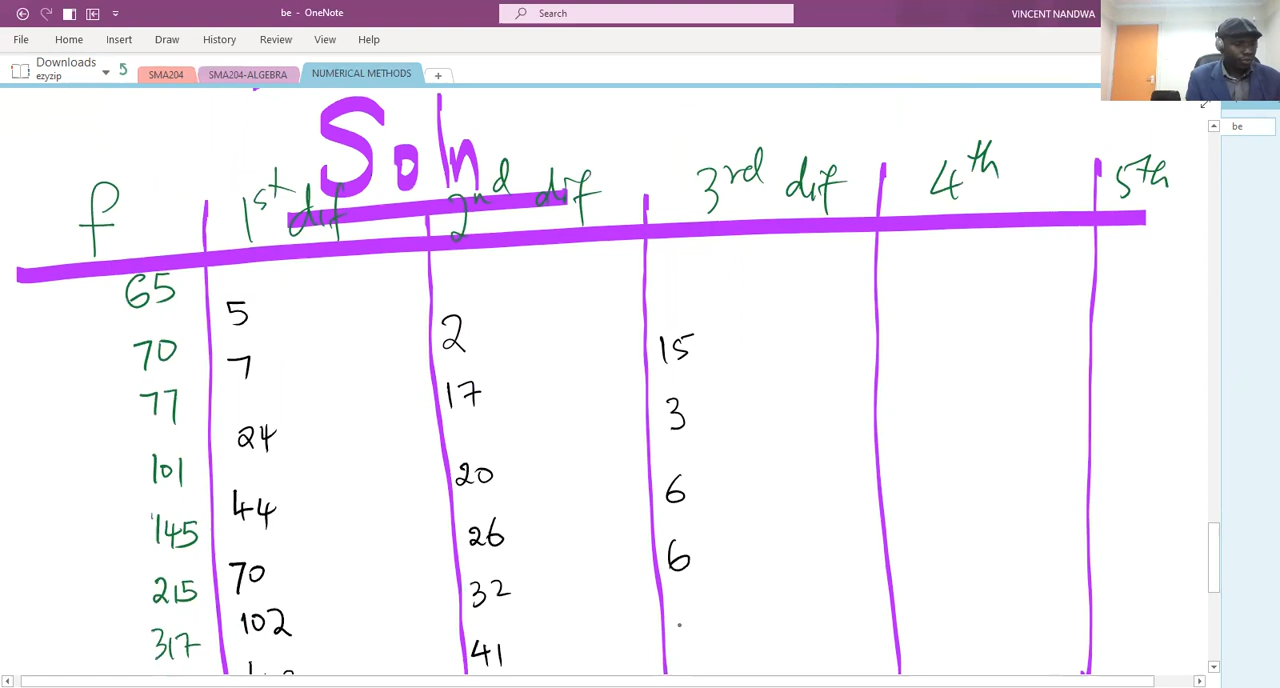 be - OneNote
Search
VINCENT NANDWA
File Home Insert Draw History Review View Help
Downloads
ezyzip
SMA204
SMA204-ALGEBRA
NUMERICAL METHODS
be
Soln
f 1st dif 2nd dif 3rd dif 4th 5th
65
5
2
70
15
7
17
77
3
24
101
20
6
44
145
26
6
70
215
32
102
317
41